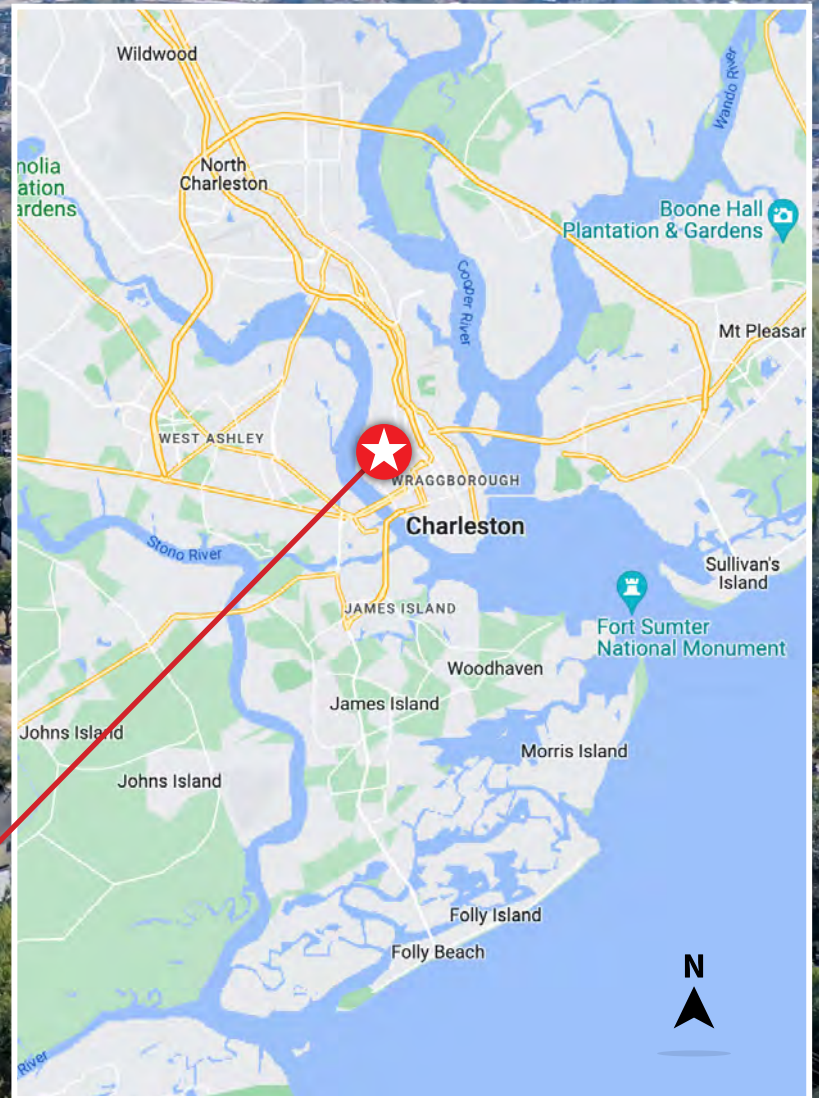 Wildwood
Wando River
North
Charleston
nolia
ation
ardens
Boone Hall
Plantation & Gardens
Cooper River
Mt Pleasar
WEST ASHLEY
WRAGGBOROUGH
Charleston
Stono River
Sullivan's
Island
JAMES ISLAND
Fort Sumter
National Monument
Woodhaven
James Island
Johns Island
Morris Island
Johns Island
Folly Island
Folly Beach
N
River